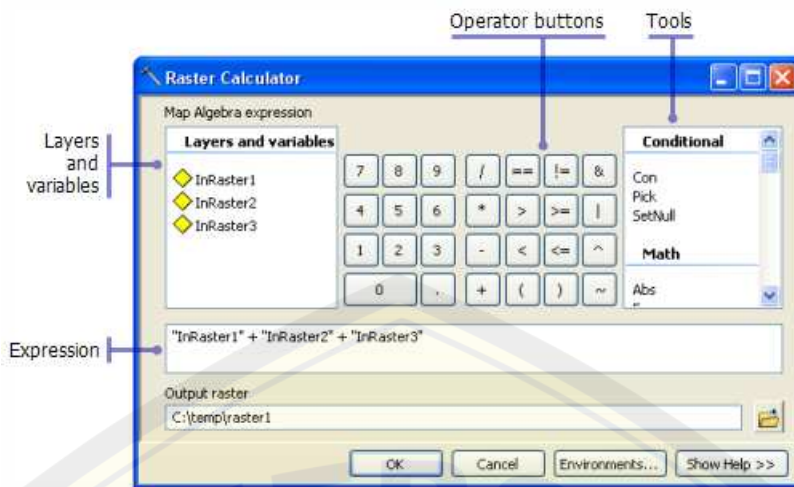 Operator buttons Tools
Raster Calculator
Map Algebra expression
Layers and variables
Layers and variables
InRaster1
InRaster2
InRaster3
7 8 9 / == != &
4 5 6 * > >= |
1 2 3 - < <= ^
0 . + ( ) ~
Conditional
Con
Pick
SetNull
Math
Abs
Expression
"InRaster1" + "InRaster2" + "InRaster3"
Output raster
C:\temp\raster1
OK Cancel Environments... Show Help >>